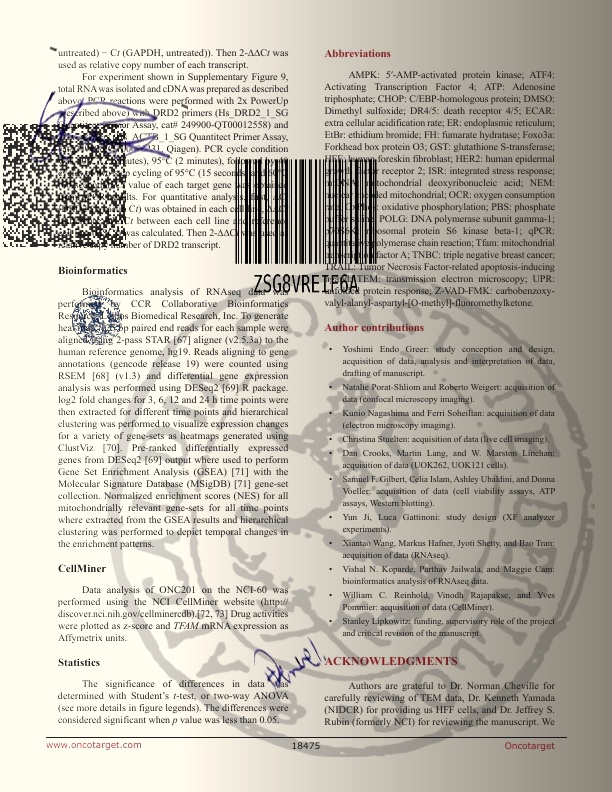 untreated) − Ct (GAPDH, untreated)). Then 2-ΔΔCt was
used as relative copy number of each transcript.
For experiment shown in Supplementary Figure 9,
total RNA was isolated and cDNA was prepared as described
above. PCR reactions were performed with 2x PowerUp
(described above) with DRD2 primers (Hs_DRD2_1_SG
Assay, cat# 249900-QT00012558) and
ACTB_1_SG Quantitect Primer Assay,
Qiagen). PCR cycle condition
95°C (2 minutes), followed by
cycling of 95°C (15 seconds
value of each target gene was
For quantitative analysis,
Ct) was obtained in each cell
Ct between each cell line
was calculated. Then 2-ΔΔCt
number of DRD2 transcript.
Bioinformatics
Bioinformatics analysis of RNAseq data was
performed by CCR Collaborative Bioinformatics
Biomedical Research, Inc. To generate
paired end reads for each sample were
aligned using 2-pass STAR [67] aligner (v2.5.3a) to the
human reference genome, hg19. Reads aligning to gene
annotations (gencode release 19) were counted using
RSEM [68] (v1.3) and differential gene expression
analysis was performed using DESeq2 [69] R package.
log2 fold changes for 3, 6, 12 and 24 h time points were
then extracted for different time points and hierarchical
clustering was performed to visualize expression changes
for a variety of gene-sets as heatmaps generated using
ClustViz [70]. Pre-ranked differentially expressed
genes from DESeq2 [69] output where used to perform
Gene Set Enrichment Analysis (GSEA) [71] with the
Molecular Signature Database (MSigDB) [71] gene-set
collection. Normalized enrichment scores (NES) for all
mitochondrially relevant gene-sets for all time points
where extracted from the GSEA results and hierarchical
clustering was performed to depict temporal changes in
the enrichment patterns.
CellMiner
Data analysis of ONC201 on the NCI-60 was
performed using the NCI CellMiner website (http://
discover.nci.nih.gov/cellminercdb).[72, 73] Drug activities
were plotted as z-score and TFAM mRNA expression as
Affymetrix units.
Statistics
The significance of differences in data was
determined with Student's t-test, or two-way ANOVA
(see more details in figure legends). The differences were
considered significant when p value was less than 0.05.
Abbreviations
AMPK: 5′-AMP-activated protein kinase; ATF4:
Activating Transcription Factor 4; ATP: Adenosine
triphosphate; CHOP: C/EBP-homologous protein; DMSO:
Dimethyl sulfoxide; DR4/5: death receptor 4/5; ECAR:
extra cellular acidification rate; ER: endoplasmic reticulum;
EtBr: ethidium bromide; FH: fumarate hydratase; Foxo3a:
Forkhead box protein O3; GST: glutathione S-transferase;
HFF: human foreskin fibroblast; HER2: human epidermal
growth factor receptor 2; ISR: integrated stress response;
mitochondrial deoxyribonucleic acid; NEM:
encoded mitochondrial; OCR: oxygen consumption
oxidative phosphorylation; PBS: phosphate
POLG: DNA polymerase subunit gamma-1;
ribosomal protein S6 kinase beta-1; qPCR:
quantitative polymerase chain reaction; Tfam: mitochondrial
factor A; TNBC: triple negative breast cancer;
TRAIL: Tumor Necrosis Factor-related apoptosis-inducing
TEM: transmission electron microscopy; UPR:
unfolded protein response; Z-VAD-FMK: carbobenzoxy-
valyl-alanyl-aspartyl-[O-methyl]-fluoromethylketone.
ZSG8VRETE6A
Author contributions
• Yoshimi Endo Greer: study conception and design,
acquisition of data, analysis and interpretation of data,
drafting of manuscript.
• Natalie Porat-Shliom and Roberto Weigert: acquisition of
data (confocal microscopy imaging).
• Kunio Nagashima and Ferri Soheilian: acquisition of data
(electron microscopy imaging).
• Christina Stuelten: acquisition of data (live cell imaging).
• Dan Crooks, Martin Lang, and W. Marston Linehan:
acquisition of data (UOK262, UOK121 cells).
• Samuel F. Gilbert, Celia Islam, Ashley Ubaldini, and Donna
Voeller: acquisition of data (cell viability assays, ATP
assays, Western blotting).
• Yun Ji, Luca Gattinoni: study design (XF analyzer
experiments).
• Xiantao Wang, Markus Hafner, Jyoti Shetty, and Bao Tran:
acquisition of data (RNAseq).
• Vishal N. Koparde, Parthav Jailwala, and Maggie Cam:
bioinformatics analysis of RNAseq data.
• William C. Reinhold, Vinodh Rajapakse, and Yves
Pommier: acquisition of data (CellMiner).
• Stanley Lipkowitz: funding, supervisory role of the project
and critical revision of the manuscript.
ACKNOWLEDGMENTS
Authors are grateful to Dr. Norman Cheville for
carefully reviewing of TEM data, Dr. Kenneth Yamada
(NIDCR) for providing us HFF cells, and Dr. Jeffrey S.
Rubin (formerly NCI) for reviewing the manuscript. We
www.oncotarget.com
18475
Oncotarget